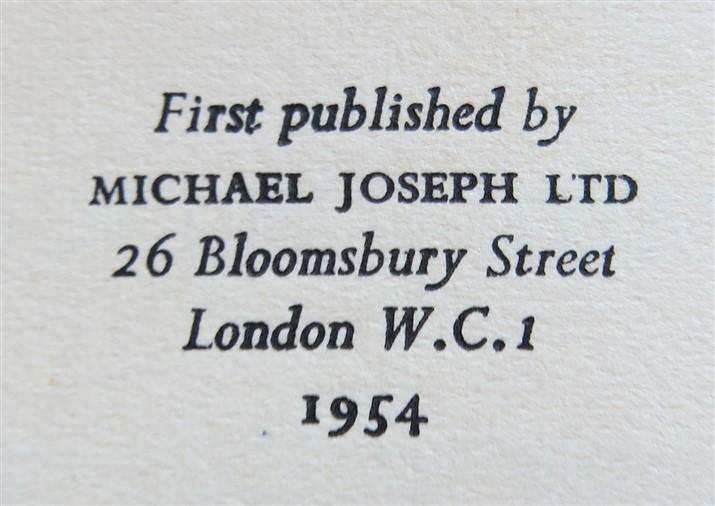 First published by
MICHAEL JOSEPH LTD
26 Bloomsbury Street
London W.C.1
1954